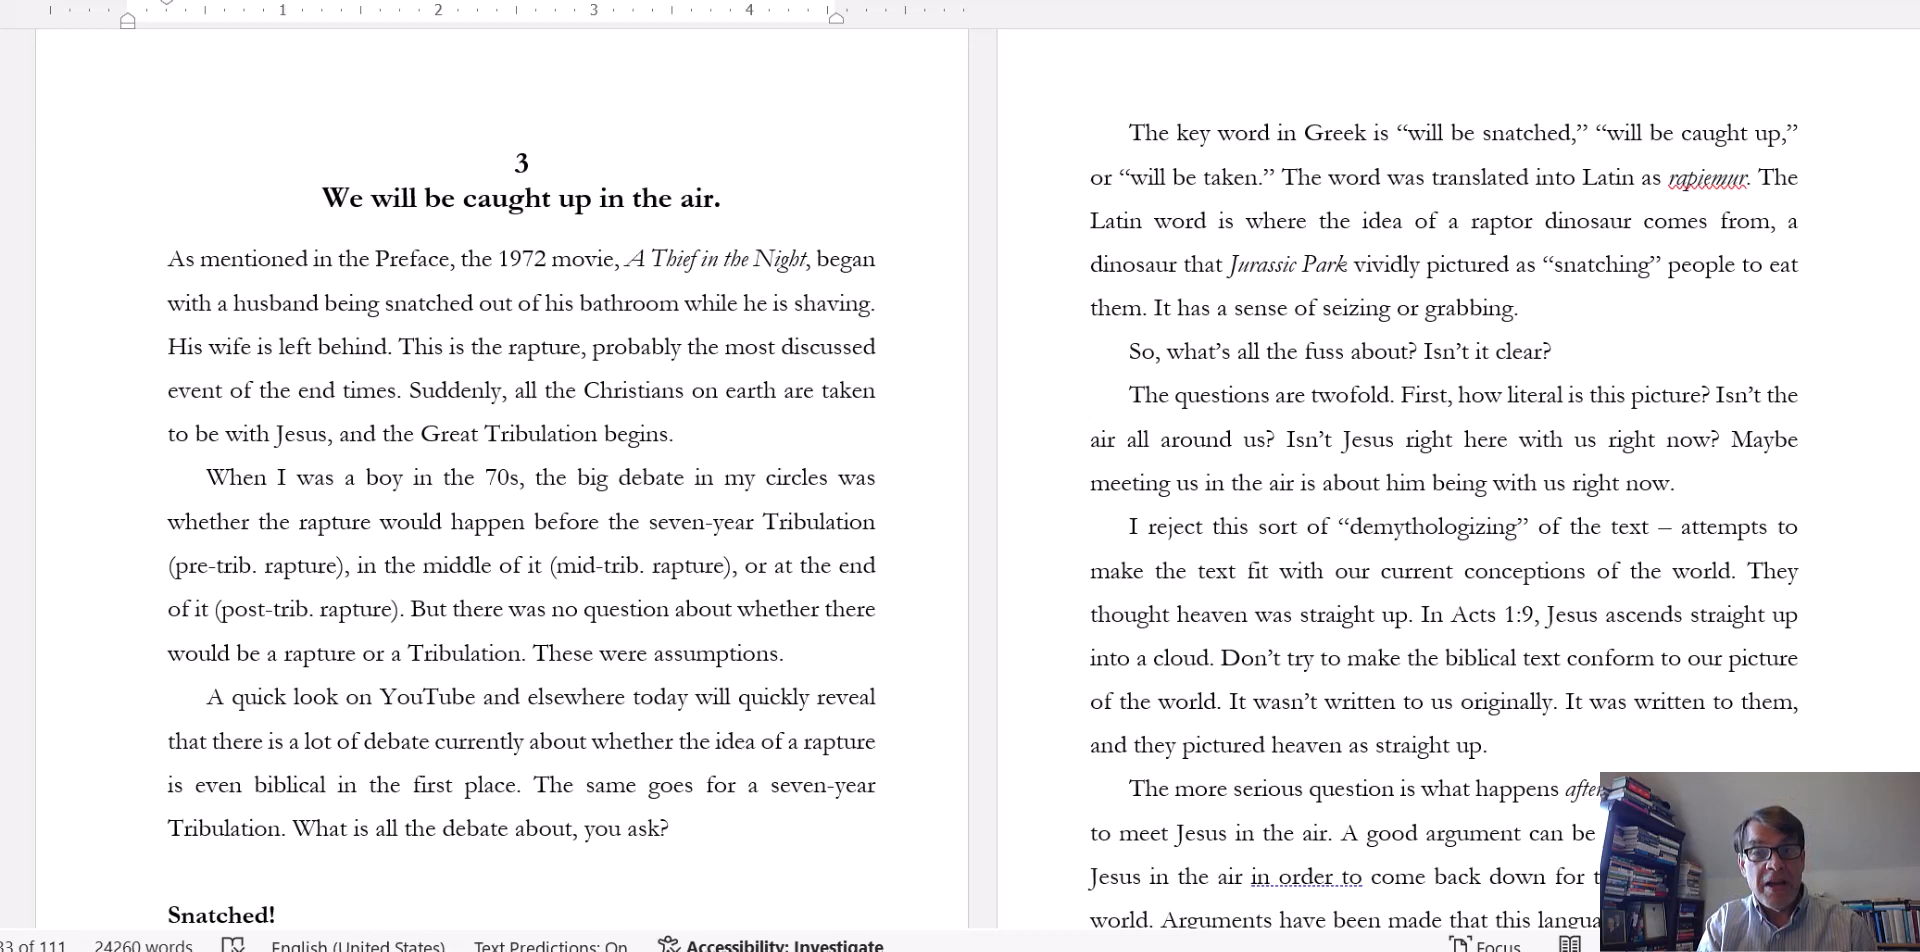 1 2 3 4
3
We will be caught up in the air.
As mentioned in the Preface, the 1972 movie, A Thief in the Night, began
with a husband being snatched out of his bathroom while he is shaving.
His wife is left behind. This is the rapture, probably the most discussed
event of the end times. Suddenly, all the Christians on earth are taken
to be with Jesus, and the Great Tribulation begins.
When I was a boy in the 70s, the big debate in my circles was
whether the rapture would happen before the seven-year Tribulation
(pre-trib. rapture), in the middle of it (mid-trib. rapture), or at the end
of it (post-trib. rapture). But there was no question about whether there
would be a rapture or a Tribulation. These were assumptions.
A quick look on YouTube and elsewhere today will quickly reveal
that there is a lot of debate currently about whether the idea of a rapture
is even biblical in the first place. The same goes for a seven-year
Tribulation. What is all the debate about, you ask?
Snatched!
The key word in Greek is “will be snatched,” “will be caught up,”
or “will be taken.” The word was translated into Latin as rapiemur. The
Latin word is where the idea of a raptor dinosaur comes from, a
dinosaur that Jurassic Park vividly pictured as “snatching” people to eat
them. It has a sense of seizing or grabbing.
So, what’s all the fuss about? Isn’t it clear?
The questions are twofold. First, how literal is this picture? Isn’t the
air all around us? Isn’t Jesus right here with us right now? Maybe
meeting us in the air is about him being with us right now.
I reject this sort of “demythologizing” of the text – attempts to
make the text fit with our current conceptions of the world. They
thought heaven was straight up. In Acts 1:9, Jesus ascends straight up
into a cloud. Don’t try to make the biblical text conform to our picture
of the world. It wasn’t written to us originally. It was written to them,
and they pictured heaven as straight up.
The more serious question is what happens after
to meet Jesus in the air. A good argument can be
Jesus in the air in order to come back down for t
world. Arguments have been made that this langua
33 of 111 24260 words English (United States) Text Predictions: On Accessibility: Investigate Focus